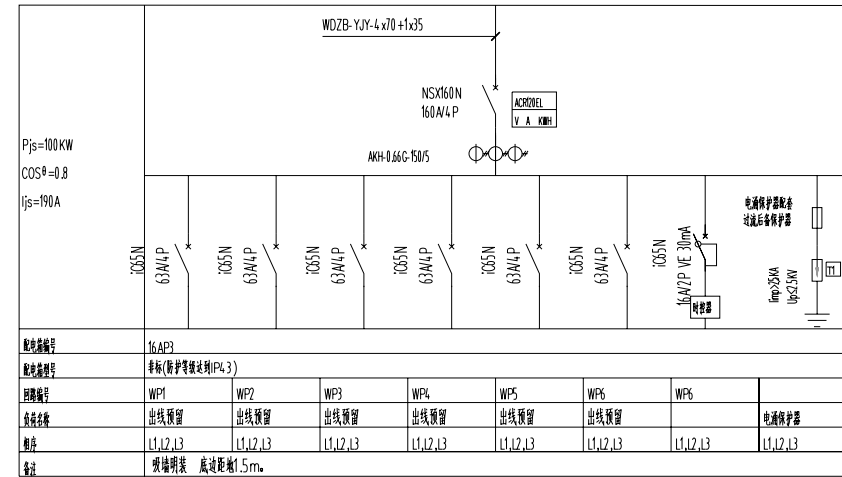 WDZB-YJY-4x70+1x35
NSX160N
160A/4P
ACR120EL
V A KWH
AKH-0.66G-150/5
Pjs=100KW
COSθ=0.8
Ijs=190A
iC65N
63A/4P
iC65N
63A/4P
iC65N
63A/4P
iC65N
63A/4P
iC65N
63A/4P
iC65N
63A/4P
iC65N
16A/2P VE 30mA
时控器
电涌保护器配套
过流后备保护器
Iimp>25KA
Up≤2.5KV
T1
配电箱编号 16AP3
配电箱型号 非标(防护等级达到IP43)
回路编号 WP1 WP2 WP3 WP4 WP5 WP6 WP6
负荷名称 出线预留 出线预留 出线预留 出线预留 出线预留 出线预留 电涌保护器
相序 L1,L2,L3 L1,L2,L3 L1,L2,L3 L1,L2,L3 L1,L2,L3 L1,L2,L3 L1,L2,L3 L1,L2,L3
备注 吸墙明装 底边距地1.5m。